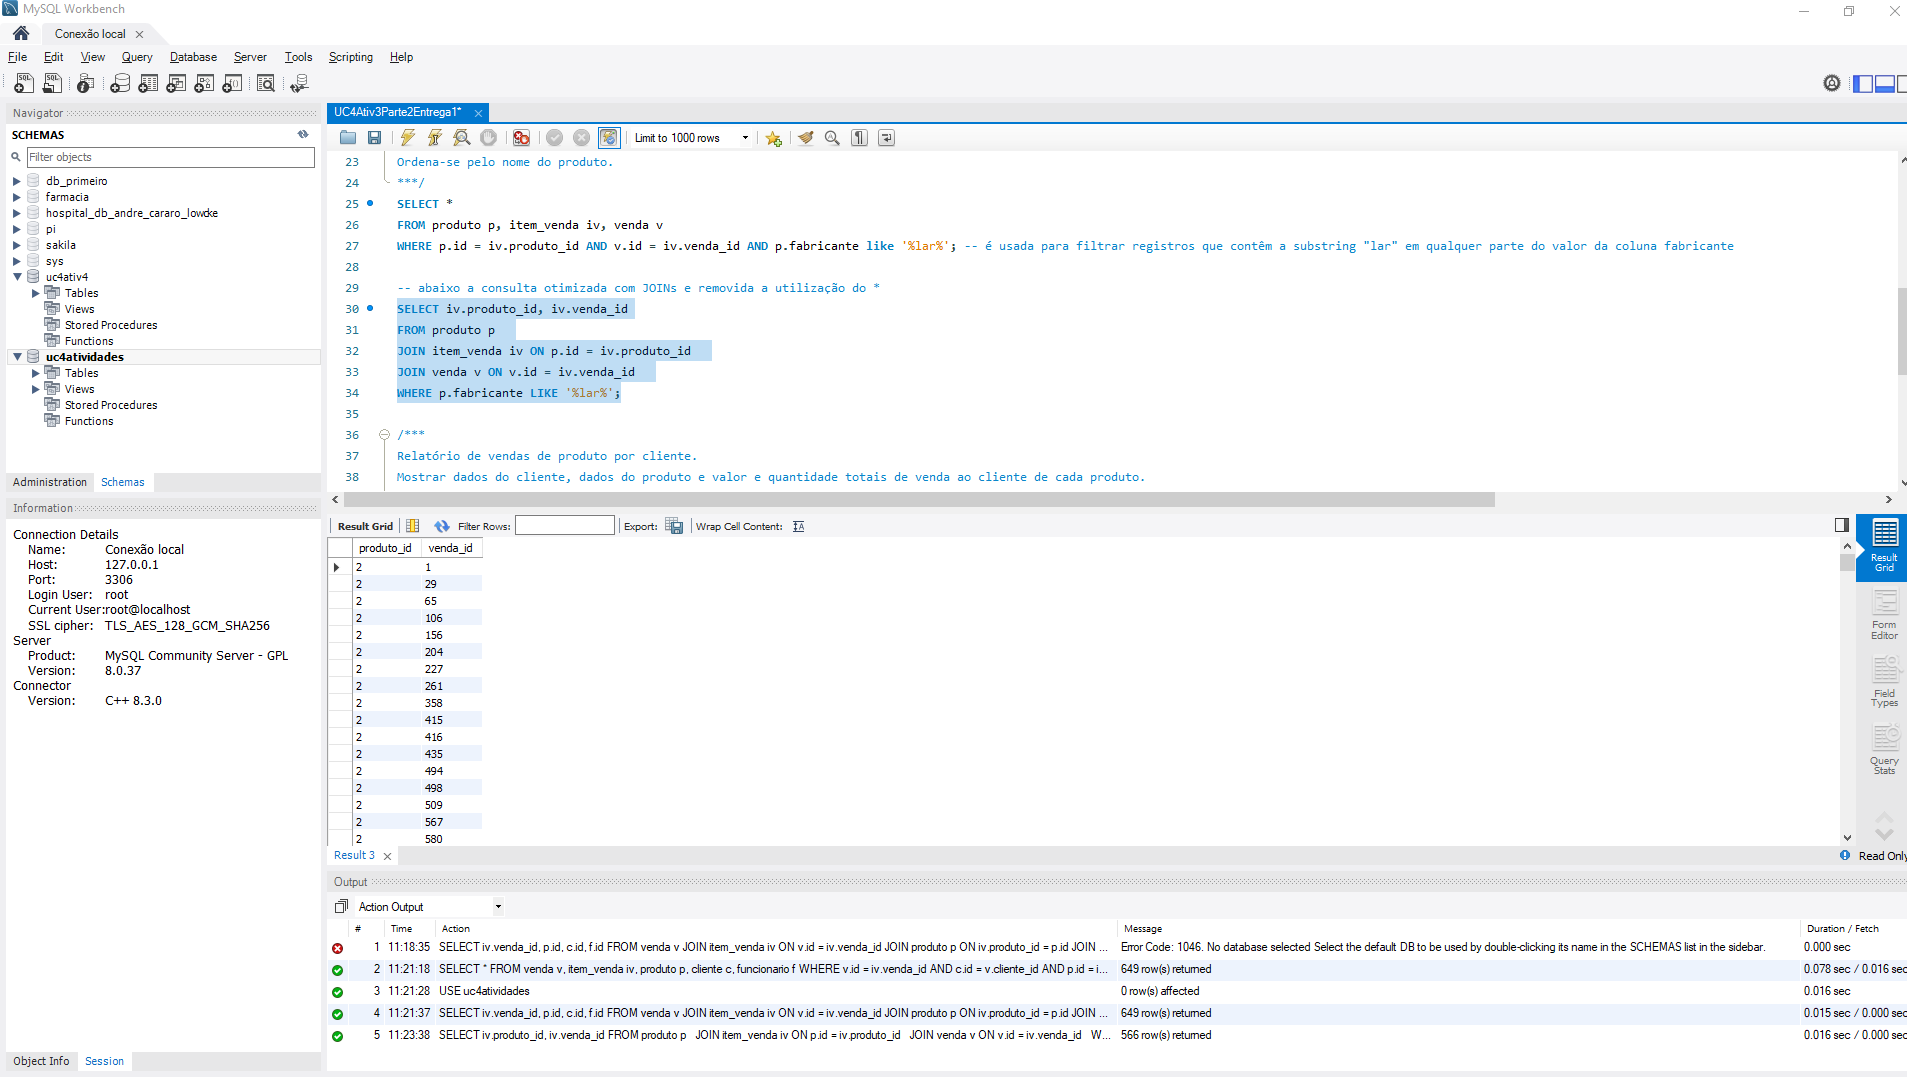 MySQL Workbench
Conexão local
File Edit View Query Database Server Tools Scripting Help
Navigator
SCHEMAS
Filter objects
db_primeiro
farmacia
hospital_db_andre_cararo_lowcke
pi
sakila
sys
uc4ativ4
Tables
Views
Stored Procedures
Functions
uc4atividades
Tables
Views
Stored Procedures
Functions
Administration Schemas
Information
Connection Details
Name: Conexão local
Host: 127.0.0.1
Port: 3306
Login User: root
Current User:root@localhost
SSL cipher: TLS_AES_128_GCM_SHA256
Server
Product: MySQL Community Server - GPL
Version: 8.0.37
Connector
Version: C++ 8.3.0
Object Info Session
UC4Ativ3Parte2Entrega1*
Limit to 1000 rows
23 Ordena-se pelo nome do produto.
24 ***/
25 SELECT *
26 FROM produto p, item_venda iv, venda v
27 WHERE p.id = iv.produto_id AND v.id = iv.venda_id AND p.fabricante like '%lar%'; -- é usada para filtrar registros que contêm a substring "lar" em qualquer parte do valor da coluna fabricante
28
29 -- abaixo a consulta otimizada com JOINs e removida a utilização do *
30 SELECT iv.produto_id, iv.venda_id
31 FROM produto p
32 JOIN item_venda iv ON p.id = iv.produto_id
33 JOIN venda v ON v.id = iv.venda_id
34 WHERE p.fabricante LIKE '%lar%';
35
36 /***
37 Relatório de vendas de produto por cliente.
38 Mostrar dados do cliente, dados do produto e valor e quantidade totais de venda ao cliente de cada produto.
Result Grid Filter Rows: Export: Wrap Cell Content:
produto_id venda_id
2 1
2 29
2 65
2 106
2 156
2 204
2 227
2 261
2 358
2 415
2 416
2 435
2 494
2 498
2 509
2 567
2 580
Result
Grid
Form
Editor
Field
Types
Query
Stats
Result 3
Read Only
Output
Action Output
# Time Action Message Duration / Fetch
1 11:18:35 SELECT iv.venda_id, p.id, c.id, f.id FROM venda v JOIN item_venda iv ON v.id = iv.venda_id JOIN produto p ON iv.produto_id = p.id JOIN ... Error Code: 1046. No database selected Select the default DB to be used by double-clicking its name in the SCHEMAS list in the sidebar. 0.000 sec
2 11:21:18 SELECT * FROM venda v, item_venda iv, produto p, cliente c, funcionario f WHERE v.id = iv.venda_id AND c.id = v.cliente_id AND p.id = i... 649 row(s) returned 0.078 sec / 0.016 sec
3 11:21:28 USE uc4atividades 0 row(s) affected 0.016 sec
4 11:21:37 SELECT iv.venda_id, p.id, c.id, f.id FROM venda v JOIN item_venda iv ON v.id = iv.venda_id JOIN produto p ON iv.produto_id = p.id JOIN ... 649 row(s) returned 0.015 sec / 0.000 sec
5 11:23:38 SELECT iv.produto_id, iv.venda_id FROM produto p JOIN item_venda iv ON p.id = iv.produto_id JOIN venda v ON v.id = iv.venda_id W... 566 row(s) returned 0.016 sec / 0.000 sec